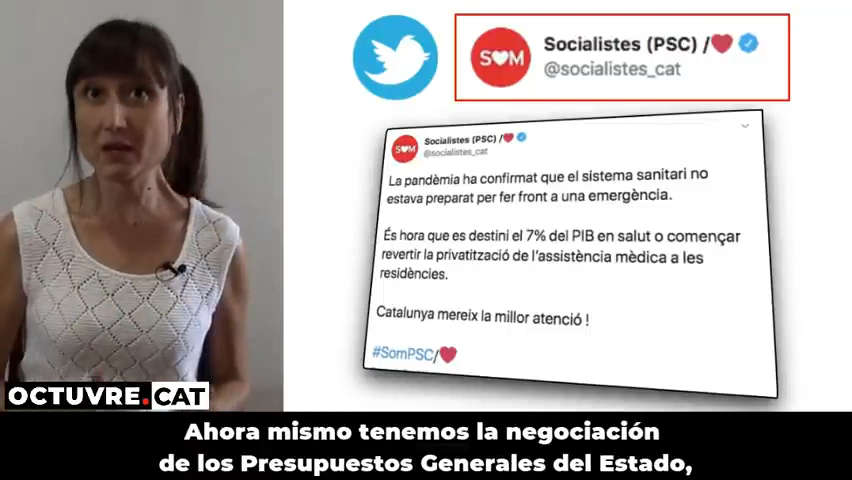 SOM
Socialistes (PSC) /❤️
@socialistes_cat
SOM
Socialistes (PSC) /❤️
@socialistes_cat
La pandèmia ha confirmat que el sistema sanitari no
estava preparat per fer front a una emergència.
És hora que es destini el 7% del PIB en salut o començar
revertir la privatització de l'assistència mèdica a les
residències.
Catalunya mereix la millor atenció !
#SomPSC/❤️
OCTUVRE.CAT
Ahora mismo tenemos la negociación
de los Presupuestos Generales del Estado,